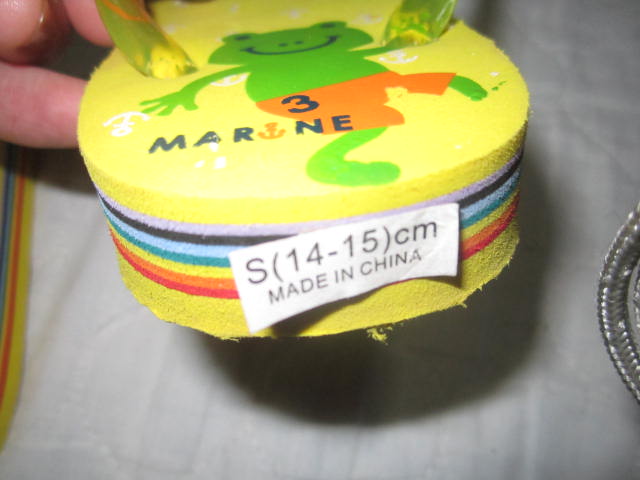 3
MARINE
S(14-15)cm
MADE IN CHINA